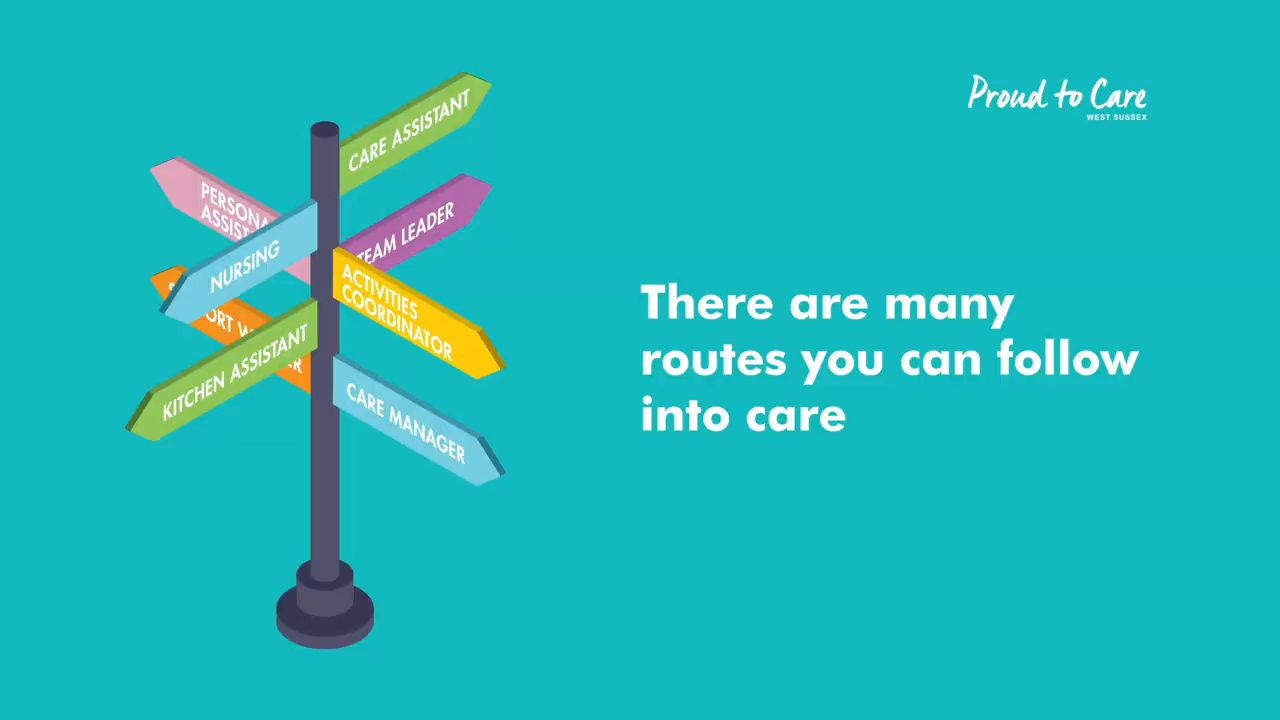 Proud to Care
WEST SUSSEX
CARE ASSISTANT
TEAM LEADER
NURSING
ACTIVITIES
COORDINATOR
KITCHEN ASSISTANT
CARE MANAGER
There are many
routes you can follow
into care